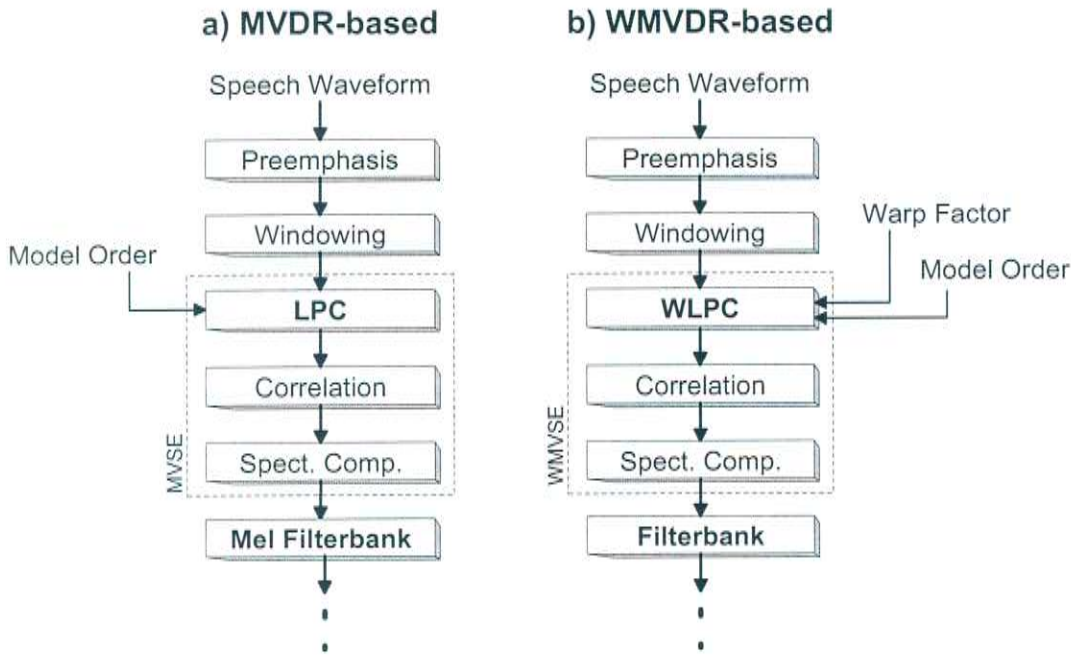 a) MVDR-based
Speech Waveform
Preemphasis
Windowing
Model Order
LPC
Correlation
Spect. Comp.
MVSE
Mel Filterbank
b) WMVDR-based
Speech Waveform
Preemphasis
Windowing
Warp Factor
Model Order
WLPC
Correlation
Spect. Comp.
WMVSE
Filterbank